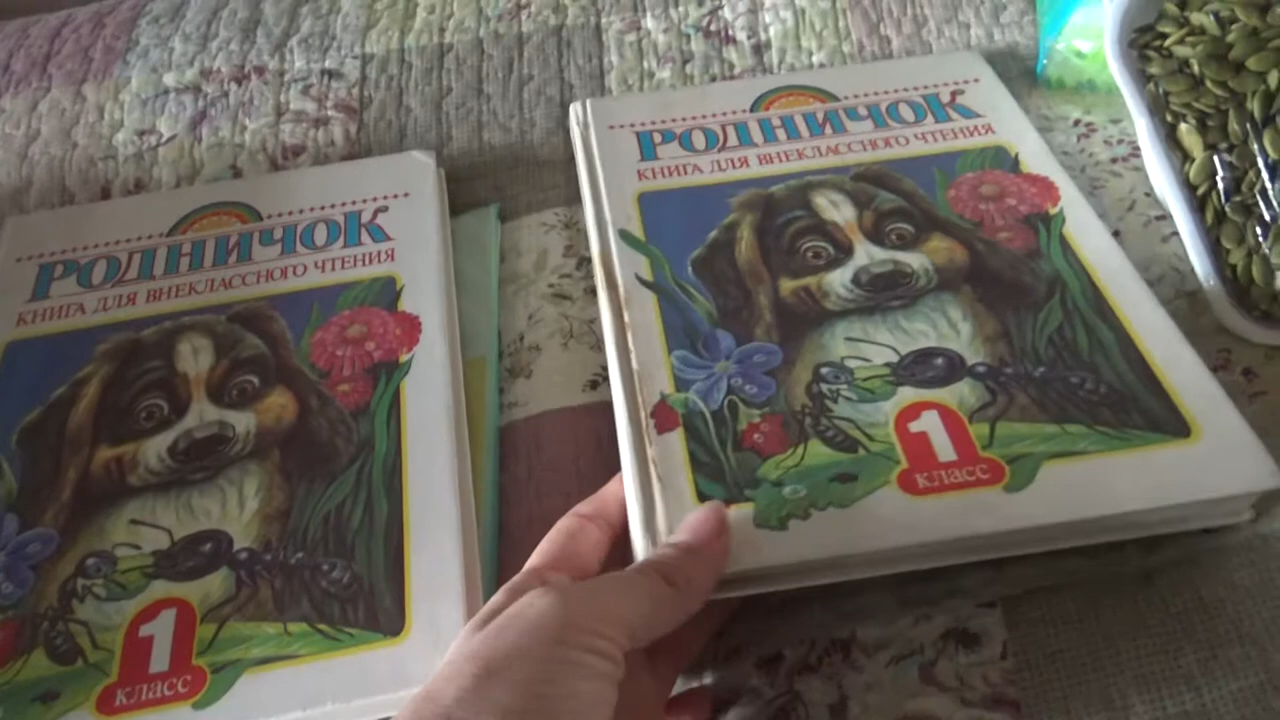 РОДНИЧОК
КНИГА ДЛЯ ВНЕКЛАССНОГО ЧТЕНИЯ
1
класс
РОДНИЧОК
КНИГА ДЛЯ ВНЕКЛАССНОГО ЧТЕНИЯ
1
класс